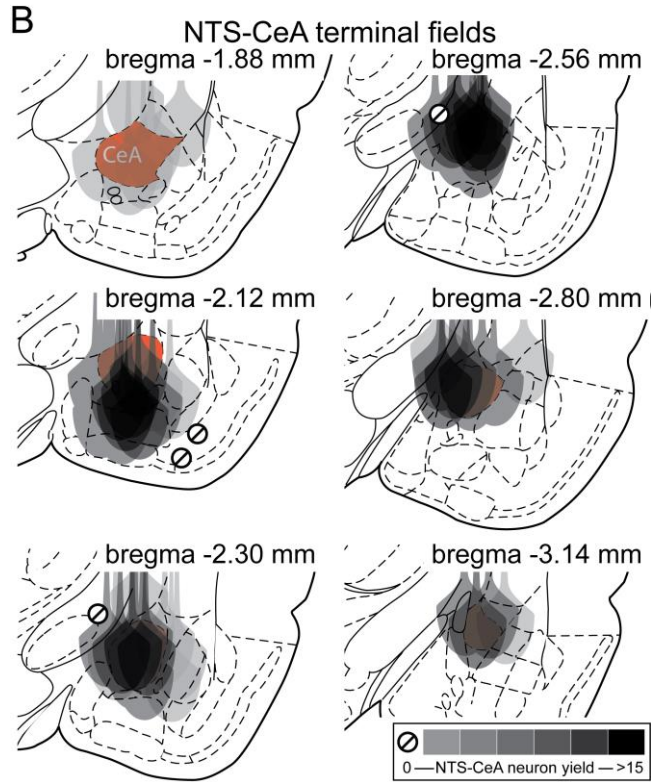 B
NTS-CeA terminal fields
bregma -1.88 mm
bregma -2.56 mm
CeA
bregma -2.12 mm
bregma -2.80 mm
bregma -2.30 mm
bregma -3.14 mm
0 — NTS-CeA neuron yield — >15